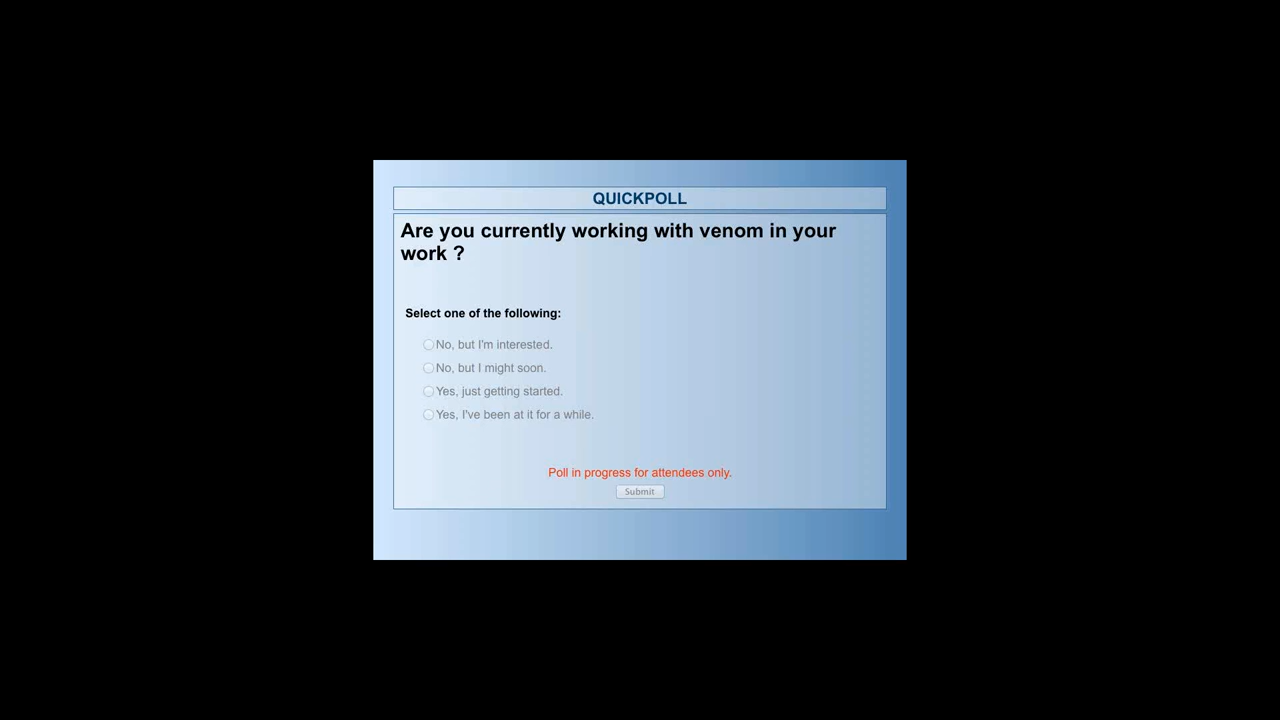 QUICKPOLL
Are you currently working with venom in your
work ?
Select one of the following:
No, but I'm interested.
No, but I might soon.
Yes, just getting started.
Yes, I've been at it for a while.
Poll in progress for attendees only.
Submit